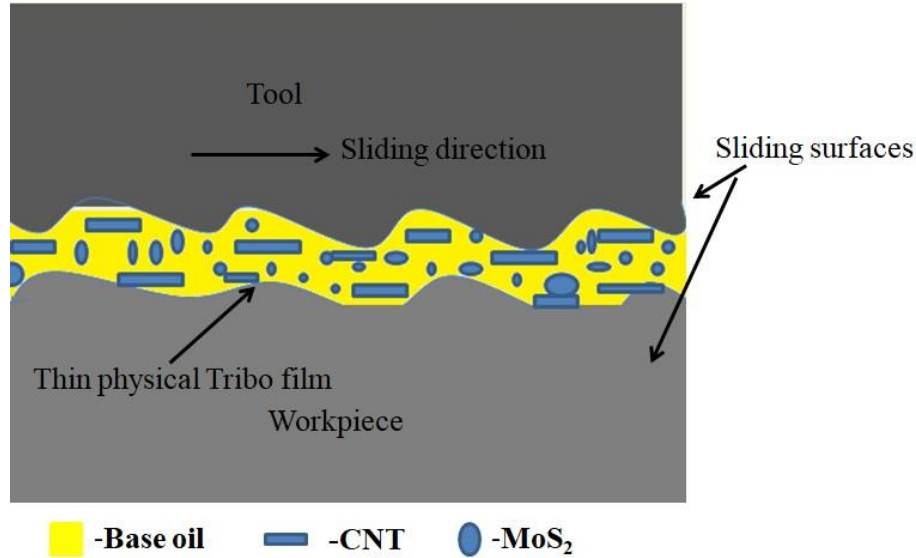 Tool
Sliding direction
Sliding surfaces
Thin physical Tribo film
Workpiece
-Base oil -CNT -MoS₂